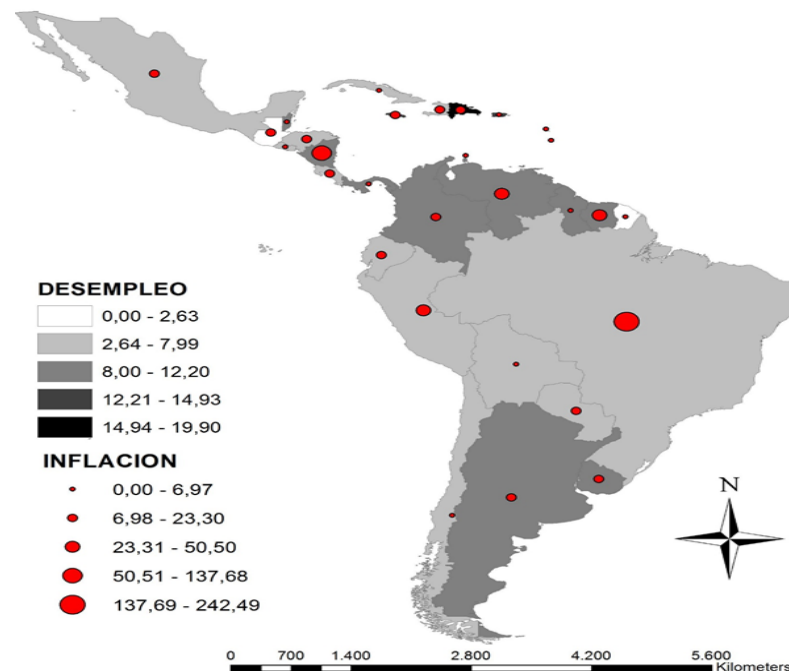 DESEMPLEO
0,00 - 2,63
2,64 - 7,99
8,00 - 12,20
12,21 - 14,93
14,94 - 19,90
INFLACION
0,00 - 6,97
6,98 - 23,30
23,31 - 50,50
50,51 - 137,68
137,69 - 242,49
N
0 700 1.400 2.800 4.200 5.600
Kilometers